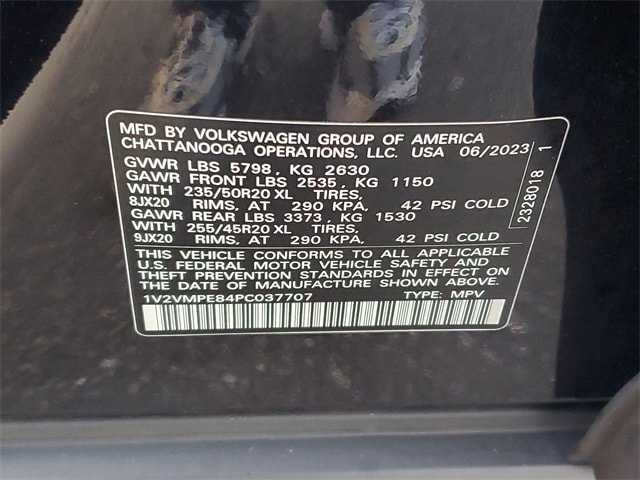 MFD BY VOLKSWAGEN GROUP OF AMERICA
CHATTANOOGA OPERATIONS, LLC. USA 06/2023
GVWR LBS 5798, KG 2630
GAWR FRONT LBS 2535, KG 1150
WITH 235/50R20 XL TIRES,
8JX20 RIMS, AT 290 KPA, 42 PSI COLD
GAWR REAR LBS 3373, KG 1530
WITH 255/45R20 XL TIRES,
9JX20 RIMS, AT 290 KPA, 42 PSI COLD
THIS VEHICLE CONFORMS TO ALL APPLICABLE
U.S. FEDERAL MOTOR VEHICLE SAFETY AND
THEFT PREVENTION STANDARDS IN EFFECT ON
THE DATE OF MANUFACTURE SHOWN ABOVE.
1V2VMPE84PC037707 TYPE: MPV
2328018 1